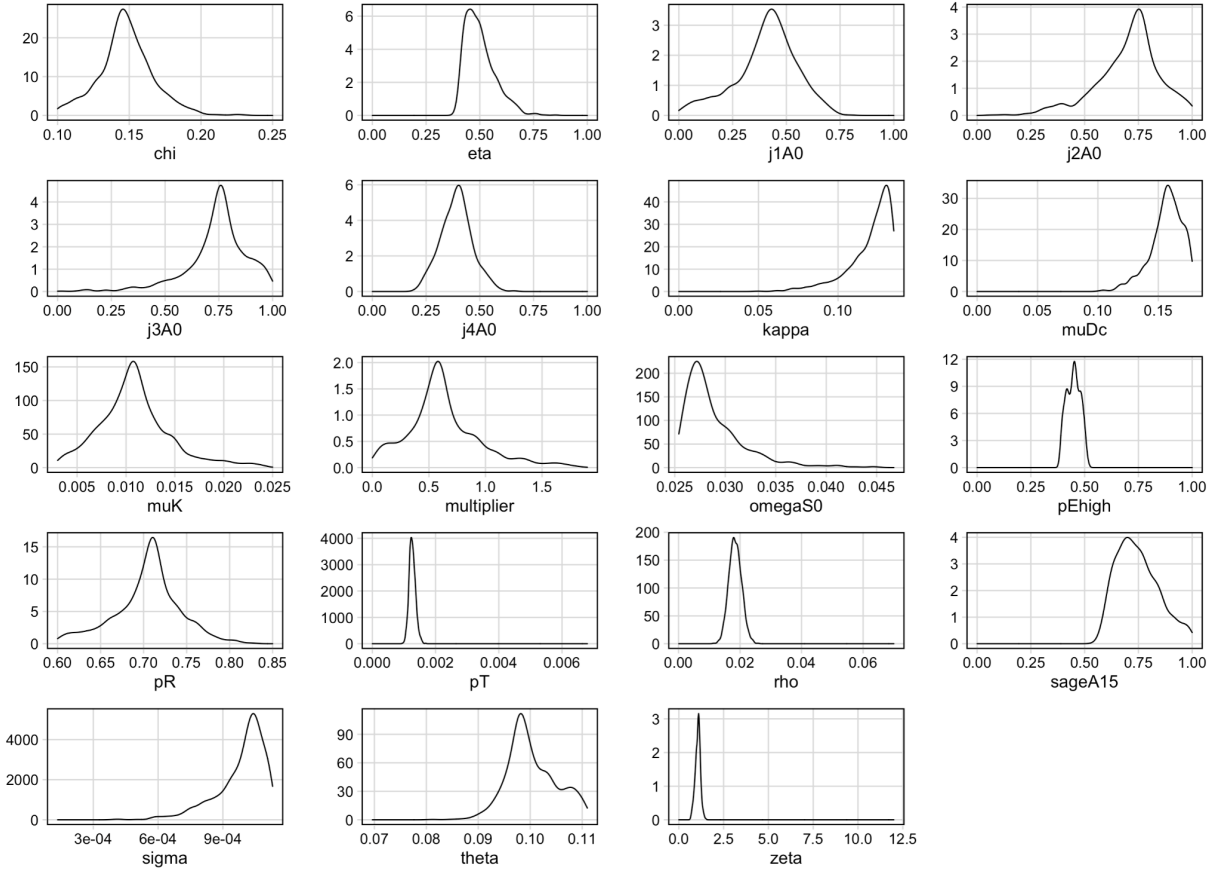 20
10
0
0.10 0.15 0.20 0.25
chi
6
4
2
0
0.00 0.25 0.50 0.75 1.00
eta
3
2
1
0
0.00 0.25 0.50 0.75 1.00
j1A0
4
3
2
1
0
0.00 0.25 0.50 0.75 1.00
j2A0
4
3
2
1
0
0.00 0.25 0.50 0.75 1.00
j3A0
6
4
2
0
0.00 0.25 0.50 0.75 1.00
j4A0
40
30
20
10
0
0.00 0.05 0.10
kappa
30
20
10
0
0.00 0.05 0.10 0.15
muDc
150
100
50
0
0.005 0.010 0.015 0.020 0.025
muK
2.0
1.5
1.0
0.5
0.0
0.0 0.5 1.0 1.5
multiplier
200
150
100
50
0
0.025 0.030 0.035 0.040 0.045
omegaS0
12
9
6
3
0
0.00 0.25 0.50 0.75 1.00
pEhigh
15
10
5
0
0.60 0.65 0.70 0.75 0.80 0.85
pR
4000
3000
2000
1000
0
0.000 0.002 0.004 0.006
pT
200
150
100
50
0
0.00 0.02 0.04 0.06
rho
4
3
2
1
0
0.00 0.25 0.50 0.75 1.00
sageA15
4000
2000
0
3e-04 6e-04 9e-04
sigma
90
60
30
0
0.07 0.08 0.09 0.10 0.11
theta
3
2
1
0
0.0 2.5 5.0 7.5 10.0 12.5
zeta